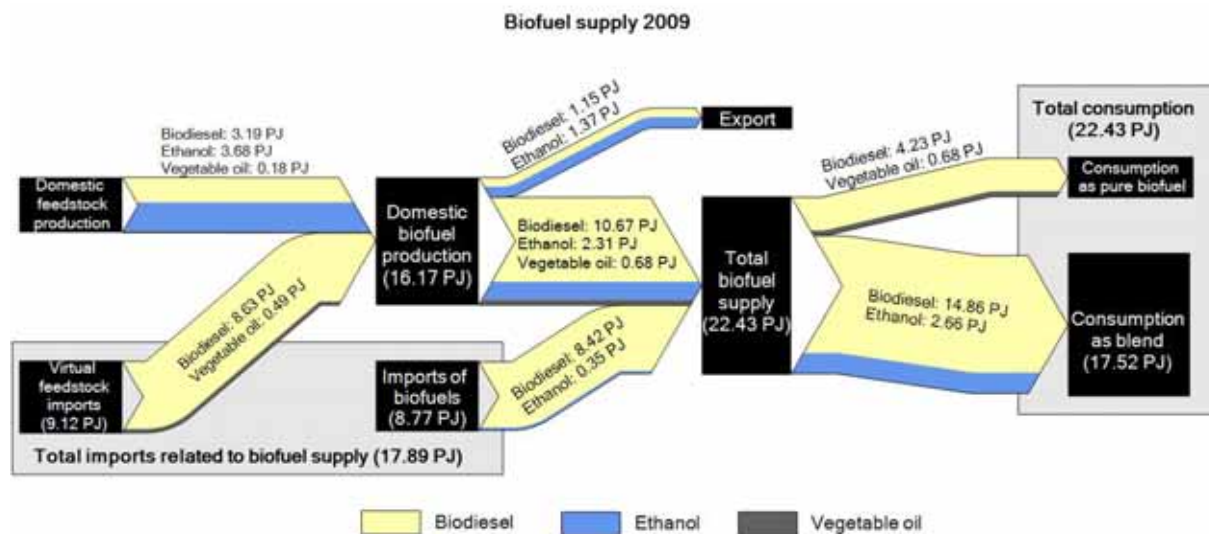 Biofuel supply 2009
Biodiesel: 3.19 PJ
Ethanol: 3.68 PJ
Vegetable oil: 0.18 PJ
Domestic
feedstock
production
Biodiesel: 8.63 PJ
Vegetable oil: 0.49 PJ
Virtual
feedstock
imports
(9.12 PJ)
Total imports related to biofuel supply (17.89 PJ)
Domestic
biofuel
production
(16.17 PJ)
Biodiesel: 1.15 PJ
Ethanol: 1.37 PJ
Export
Biodiesel: 10.67 PJ
Ethanol: 2.31 PJ
Vegetable oil: 0.68 PJ
Imports of
biofuels
(8.77 PJ)
Biodiesel: 8.42 PJ
Ethanol: 0.35 PJ
Total
biofuel
supply
(22.43 PJ)
Biodiesel: 4.23 PJ
Vegetable oil: 0.68 PJ
Biodiesel: 14.86 PJ
Ethanol: 2.66 PJ
Total consumption
(22.43 PJ)
Consumption
as pure biofuel
Consumption
as blend
(17.52 PJ)
Biodiesel
Ethanol
Vegetable oil